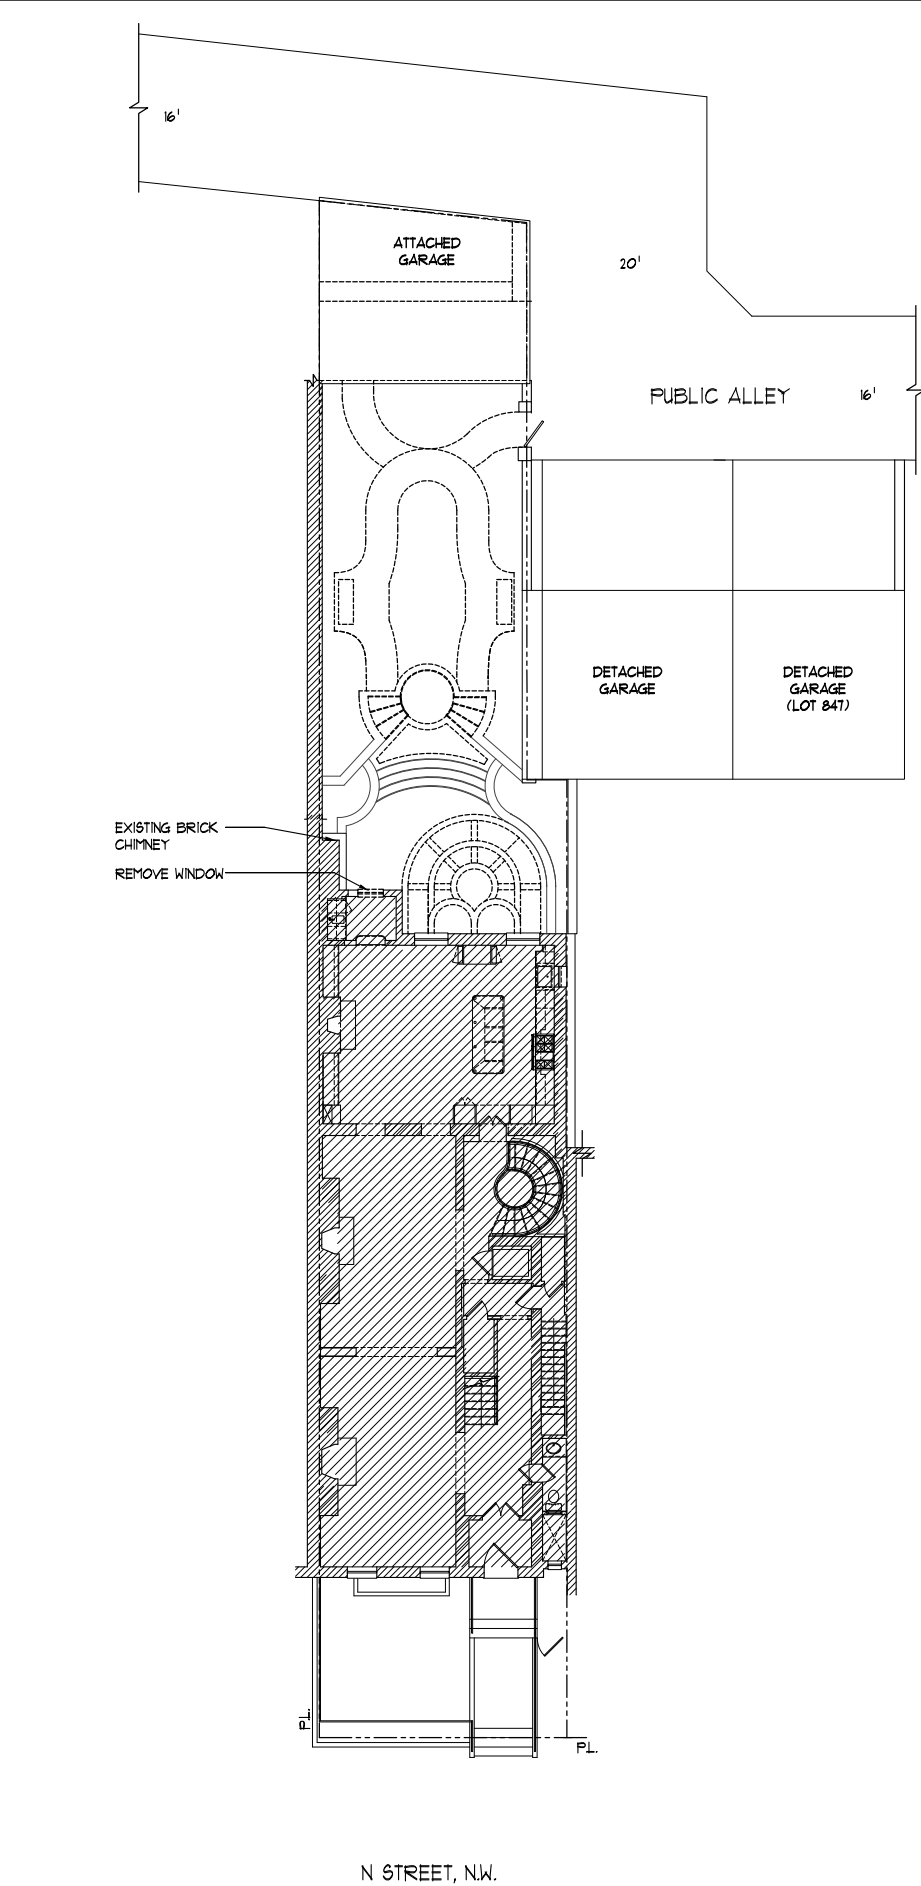 16'
ATTACHED
GARAGE
20'
PUBLIC ALLEY
16'
DETACHED
GARAGE
DETACHED
GARAGE
(LOT 847)
EXISTING BRICK
CHIMNEY
REMOVE WINDOW
P.L.
P.L.
N STREET, N.W.